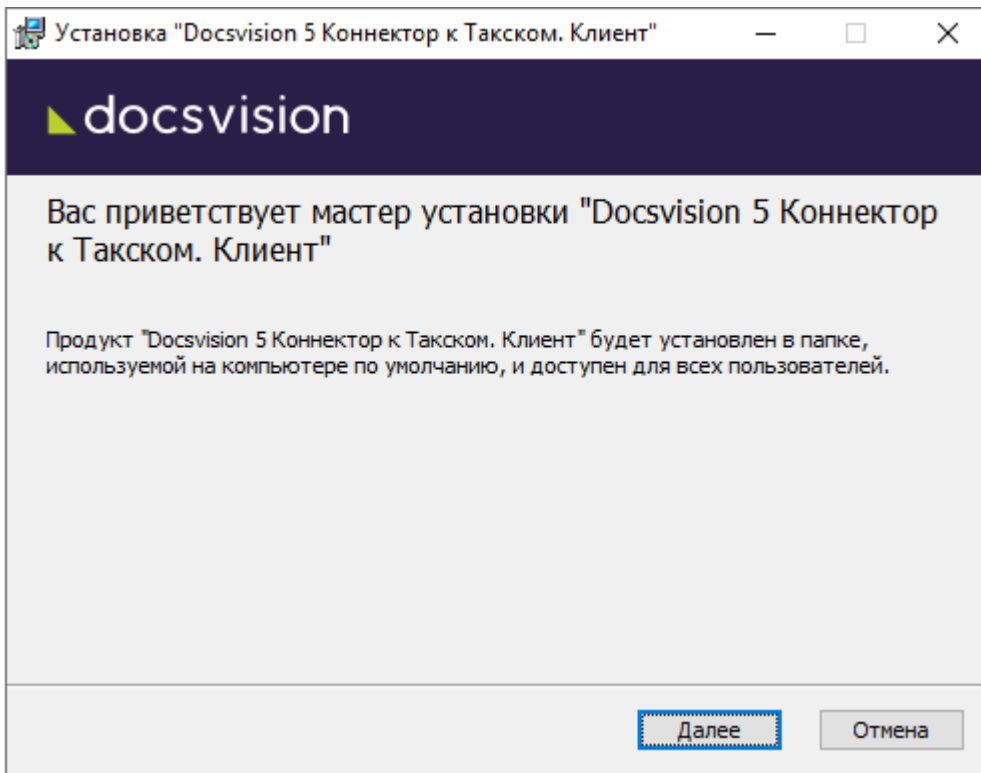 Установка "Docsvision 5 Коннектор к Такском. Клиент"
docsvision
Вас приветствует мастер установки "Docsvision 5 Коннектор
к Такском. Клиент"
Продукт "Docsvision 5 Коннектор к Такском. Клиент" будет установлен в папке,
используемой на компьютере по умолчанию, и доступен для всех пользователей.
Далее
Отмена